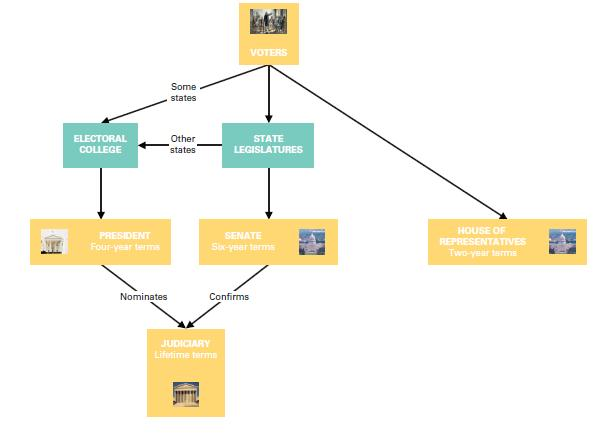 VOTERS
Some
states
ELECTORAL
COLLEGE
Other
states
STATE
LEGISLATURES
PRESIDENT
Four-year terms
SENATE
Six-year terms
HOUSE OF
REPRESENTATIVES
Two-year terms
Nominates
Confirms
JUDICIARY
Lifetime terms